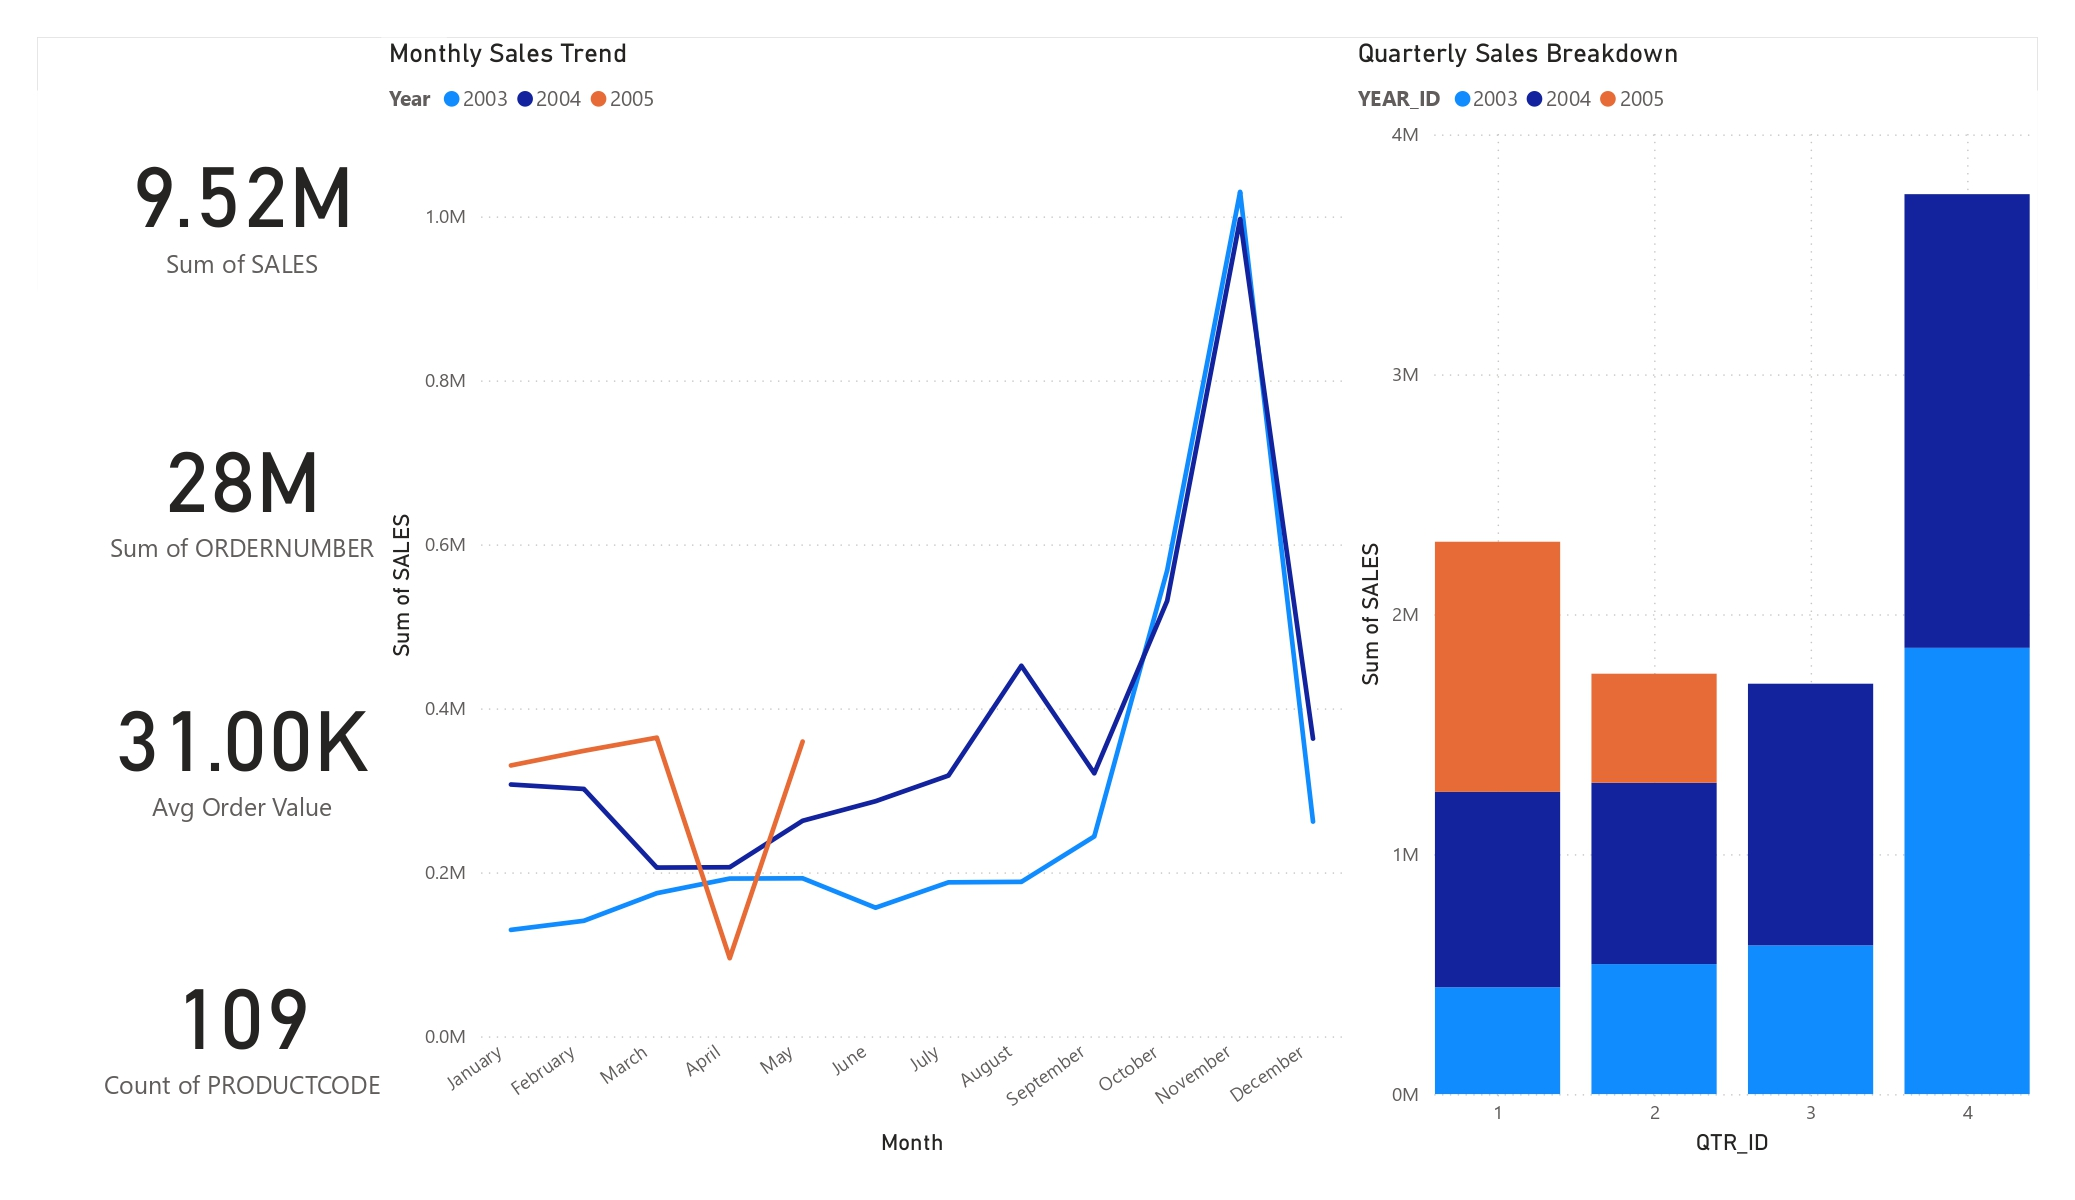 9.52M
Sum of SALES
28M
Sum of ORDERNUMBER
31.00K
Avg Order Value
109
Count of PRODUCTCODE
Monthly Sales Trend
Year 2003 2004 2005
Sum of SALES
1.0M
0.8M
0.6M
0.4M
0.2M
0.0M
January February March April May June July August September October November December
Month
Quarterly Sales Breakdown
YEAR_ID 2003 2004 2005
Sum of SALES
4M
3M
2M
1M
0M
1 2 3 4
QTR_ID